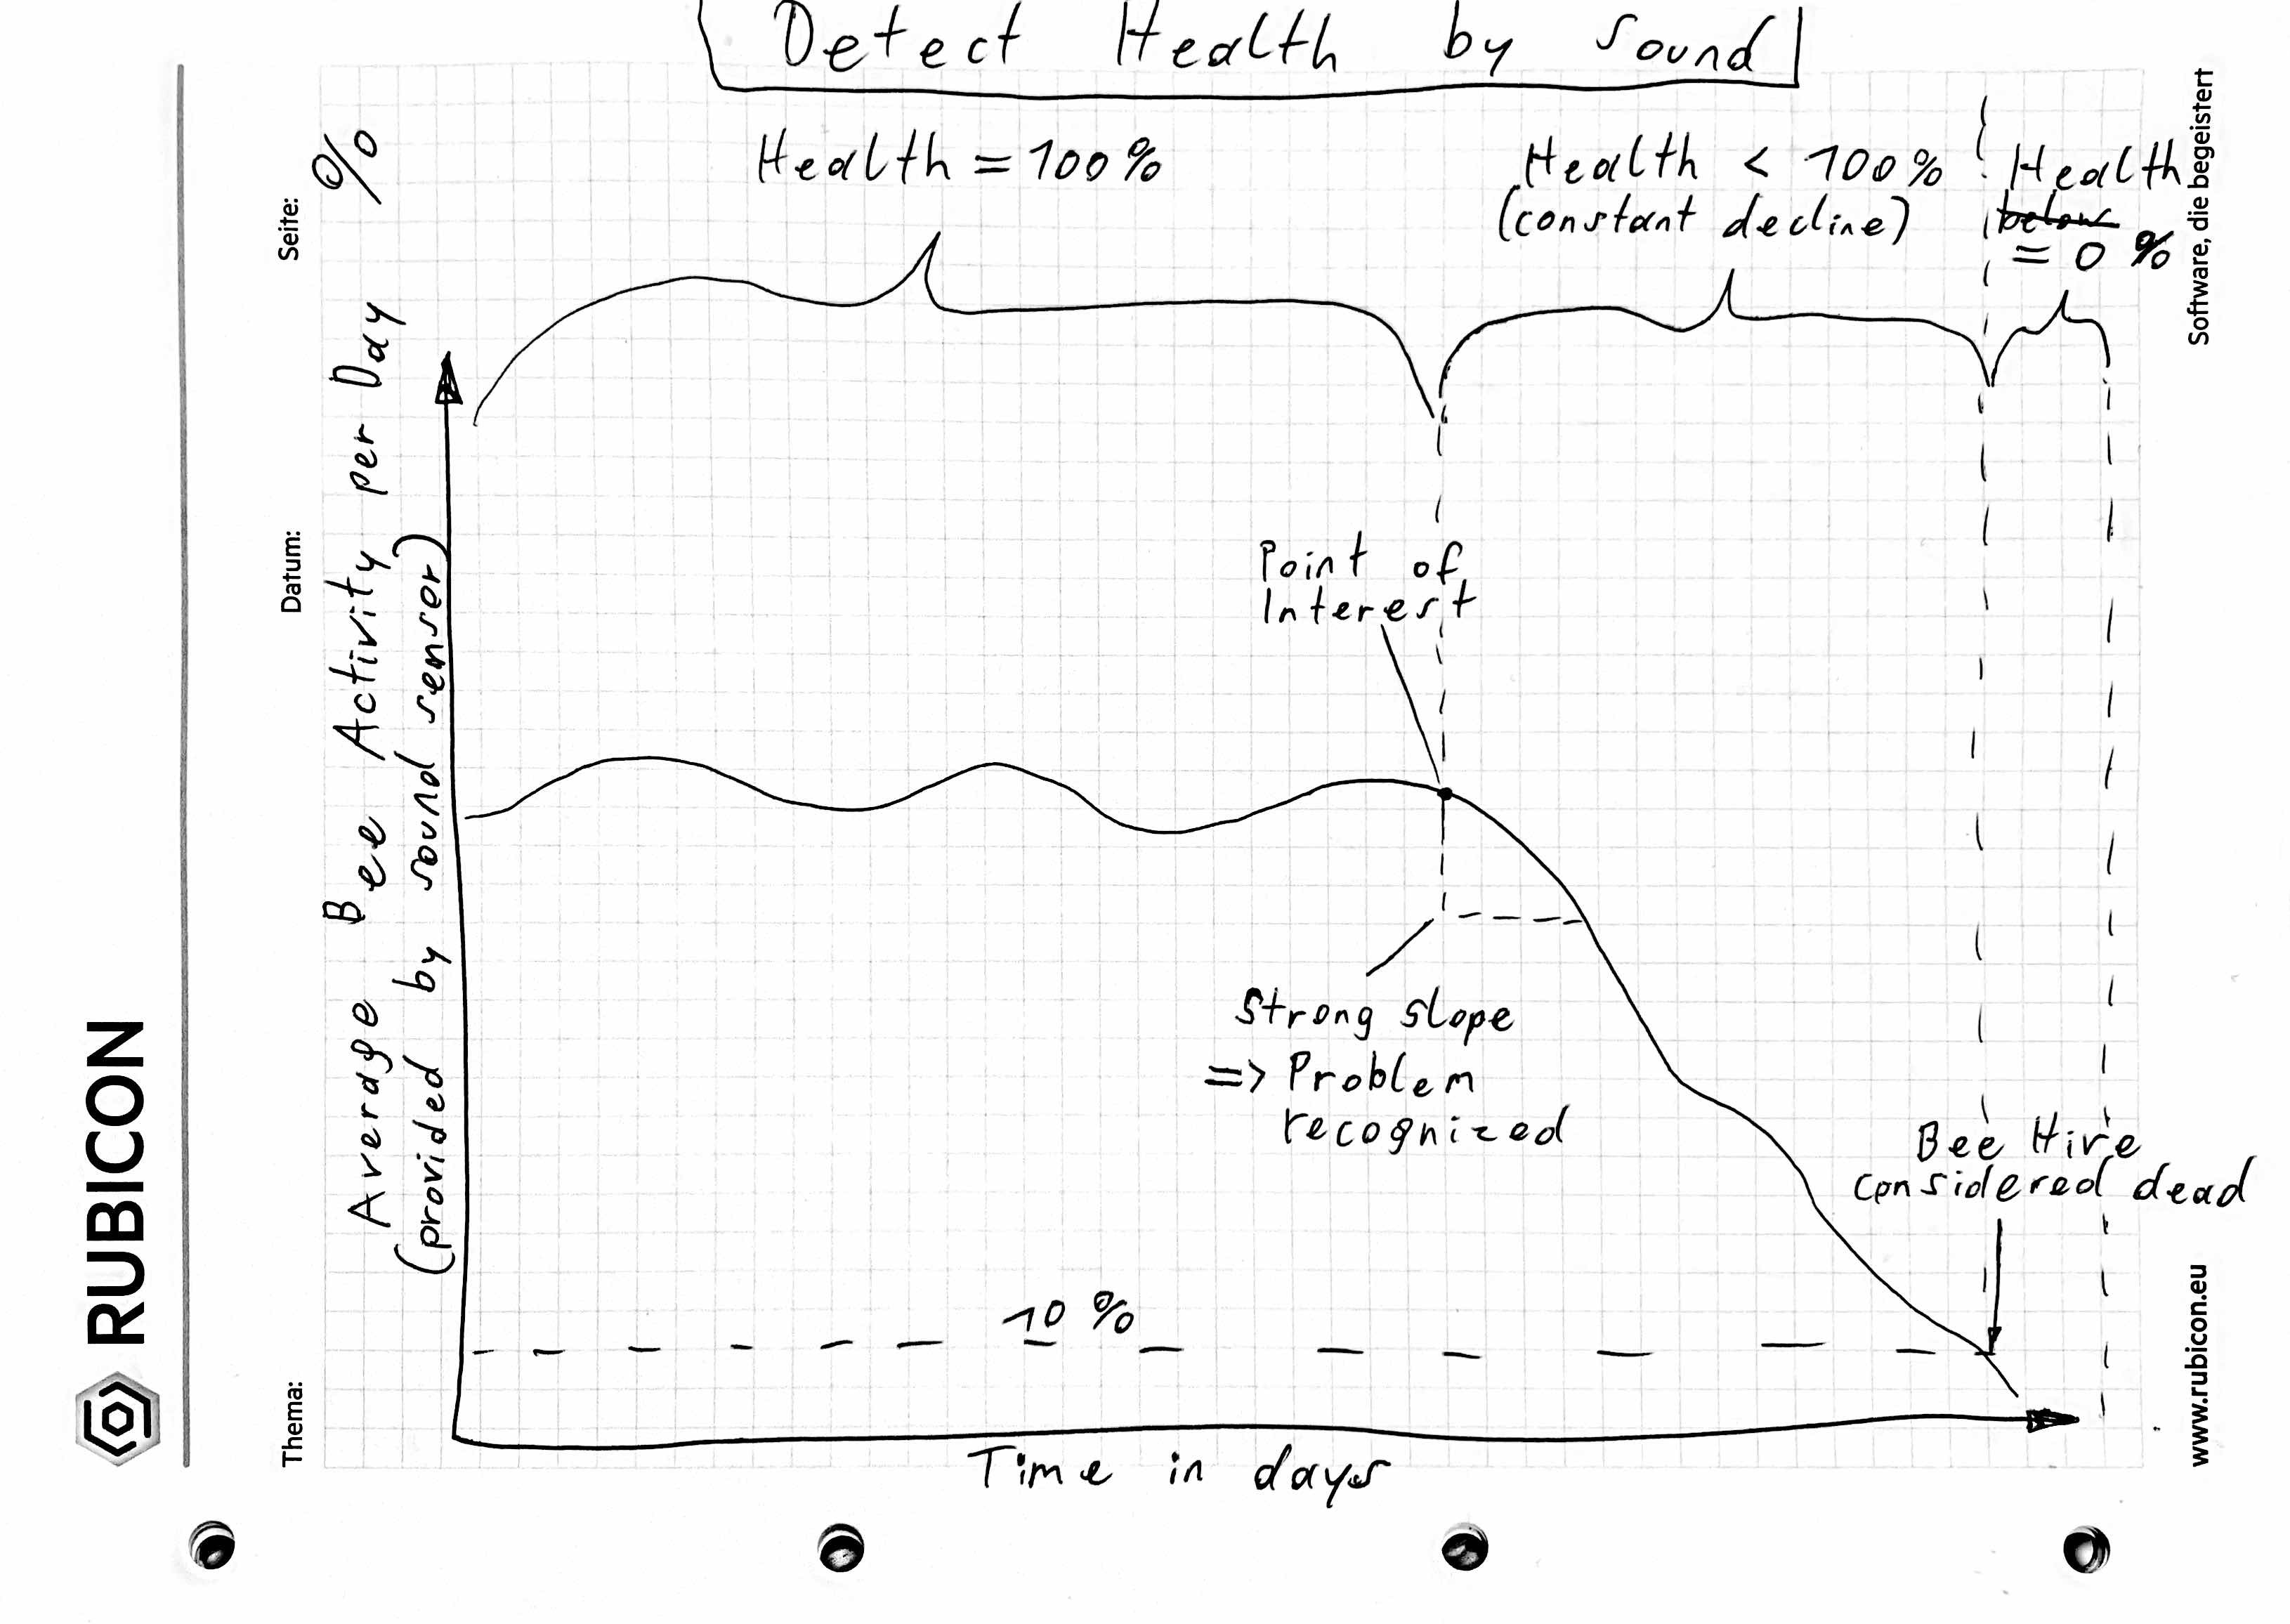 Detect Health by Sound
%
Health = 100%
Health < 100%
(constant decline)
Health
below
= 0 %
Average Bee Activity per Day
(provided by sound sensor)
Point of
Interest
Strong slope
=> Problem
recognized
Bee Hive
considered dead
10 %
Time in days
Seite:
Datum:
Thema:
RUBICON
Software, die begeistert
www.rubicon.eu